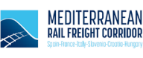 MEDITERRANEAN
RAIL FREIGHT CORRIDOR
Spain-France-Italy-Slovenia-Croatia-Hungary